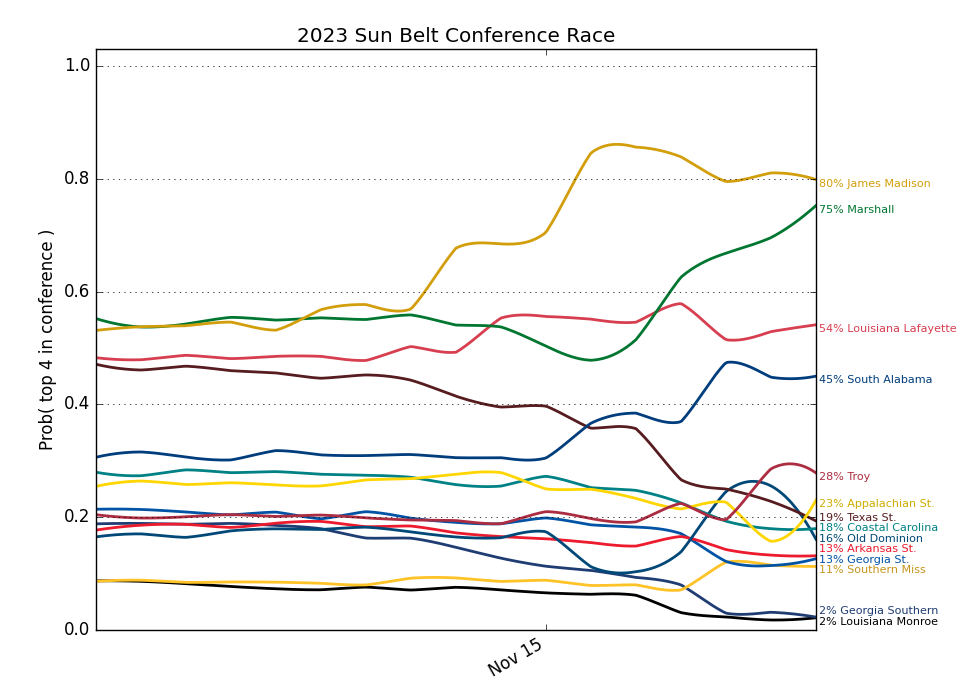 2023 Sun Belt Conference Race
1.0
0.8
0.6
0.4
0.2
0.0
Prob( top 4 in conference )
Nov 15
80% James Madison
75% Marshall
54% Louisiana Lafayette
45% South Alabama
28% Troy
23% Appalachian St.
19% Texas St.
18% Coastal Carolina
16% Old Dominion
13% Arkansas St.
13% Georgia St.
11% Southern Miss
2% Georgia Southern
2% Louisiana Monroe